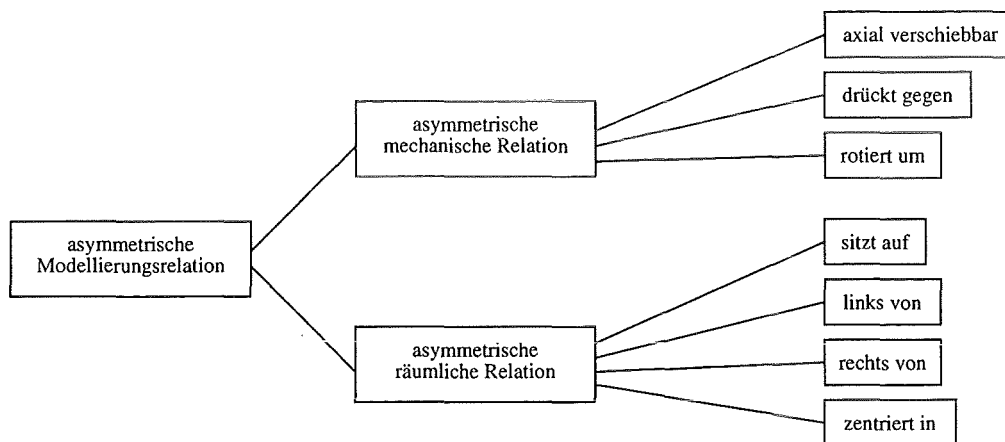 axial verschiebbar
drückt gegen
rotiert um
asymmetrische
mechanische Relation
asymmetrische
Modellierungsrelation
sitzt auf
links von
rechts von
zentriert in
asymmetrische
räumliche Relation